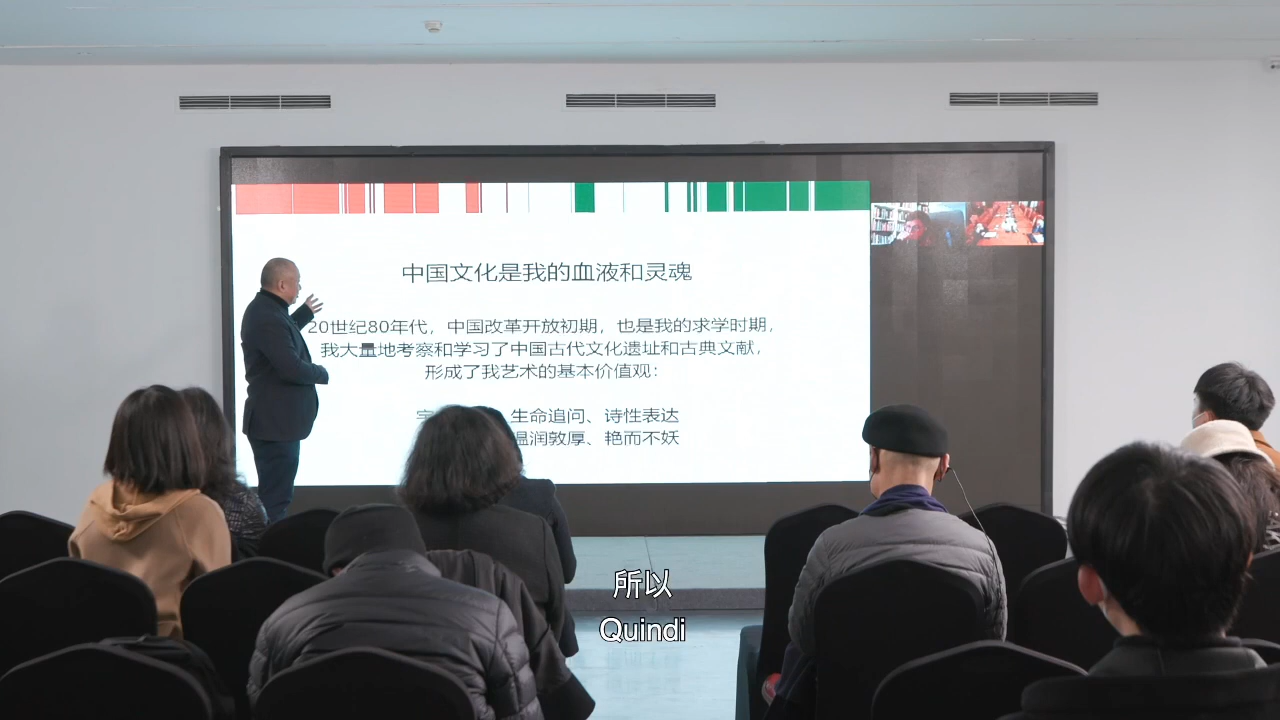 中国文化是我的血液和灵魂
20世纪80年代，中国改革开放初期，也是我的求学时期，
我大量地考察和学习了中国古代文化遗址和古典文献，
形成了我艺术的基本价值观：
生命追问、诗性表达
温润敦厚、艳而不妖
所以
Quindi